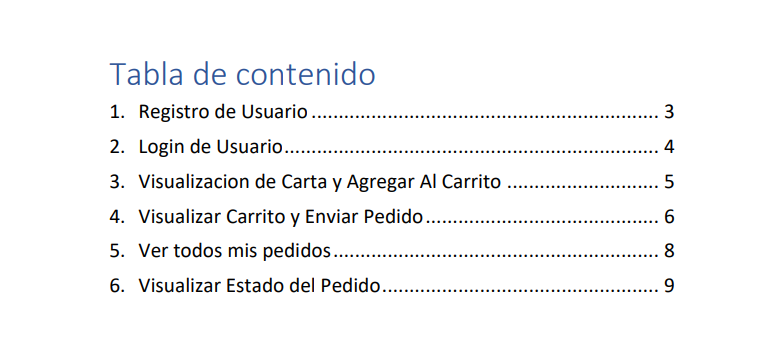 Tabla de contenido
1. Registro de Usuario ................................................................ 3
2. Login de Usuario..................................................................... 4
3. Visualizacion de Carta y Agregar Al Carrito ............................ 5
4. Visualizar Carrito y Enviar Pedido........................................... 6
5. Ver todos mis pedidos............................................................ 8
6. Visualizar Estado del Pedido................................................... 9